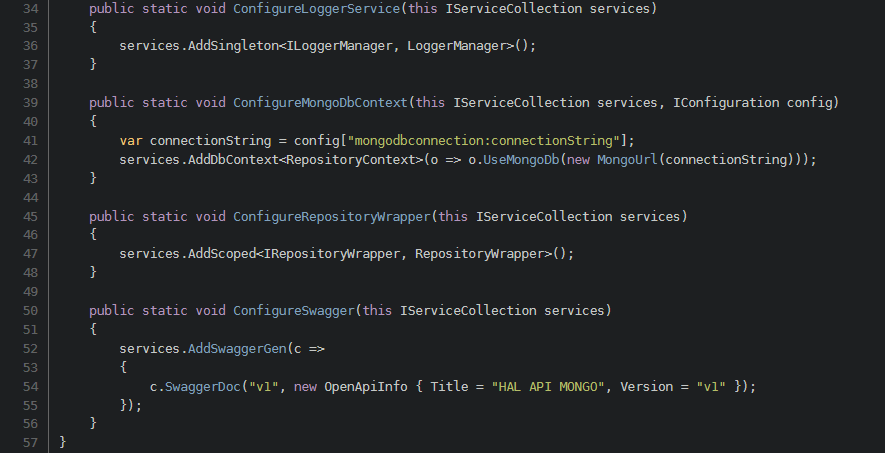 34 public static void ConfigureLoggerService(this IServiceCollection services)
35 {
36 services.AddSingleton<ILoggerManager, LoggerManager>();
37 }
38
39 public static void ConfigureMongoDbContext(this IServiceCollection services, IConfiguration config)
40 {
41 var connectionString = config["mongodbconnection:connectionString"];
42 services.AddDbContext<RepositoryContext>(o => o.UseMongoDb(new MongoUrl(connectionString)));
43 }
44
45 public static void ConfigureRepositoryWrapper(this IServiceCollection services)
46 {
47 services.AddScoped<IRepositoryWrapper, RepositoryWrapper>();
48 }
49
50 public static void ConfigureSwagger(this IServiceCollection services)
51 {
52 services.AddSwaggerGen(c =>
53 {
54 c.SwaggerDoc("v1", new OpenApiInfo { Title = "HAL API MONGO", Version = "v1" });
55 });
56 }
57 }